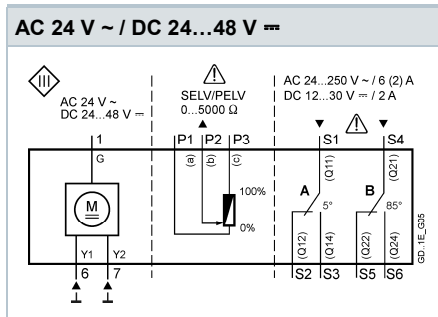 AC 24 V ~ / DC 24...48 V ⎓
III
AC 24 V ~
DC 24...48 V ⎓
SELV/PELV
0...5000 Ω
AC 24...250 V ~ / 6 (2) A
DC 12...30 V ⎓ / 2 A
1 P1 P2 P3 S1 S4
G (a) (b) (c) (Q11) (Q21)
M
100%
0%
A 5° B 85°
Y1 Y2 (Q12) (Q14) (Q22) (Q24)
6 7 S2 S3 S5 S6
GD..1E_G35